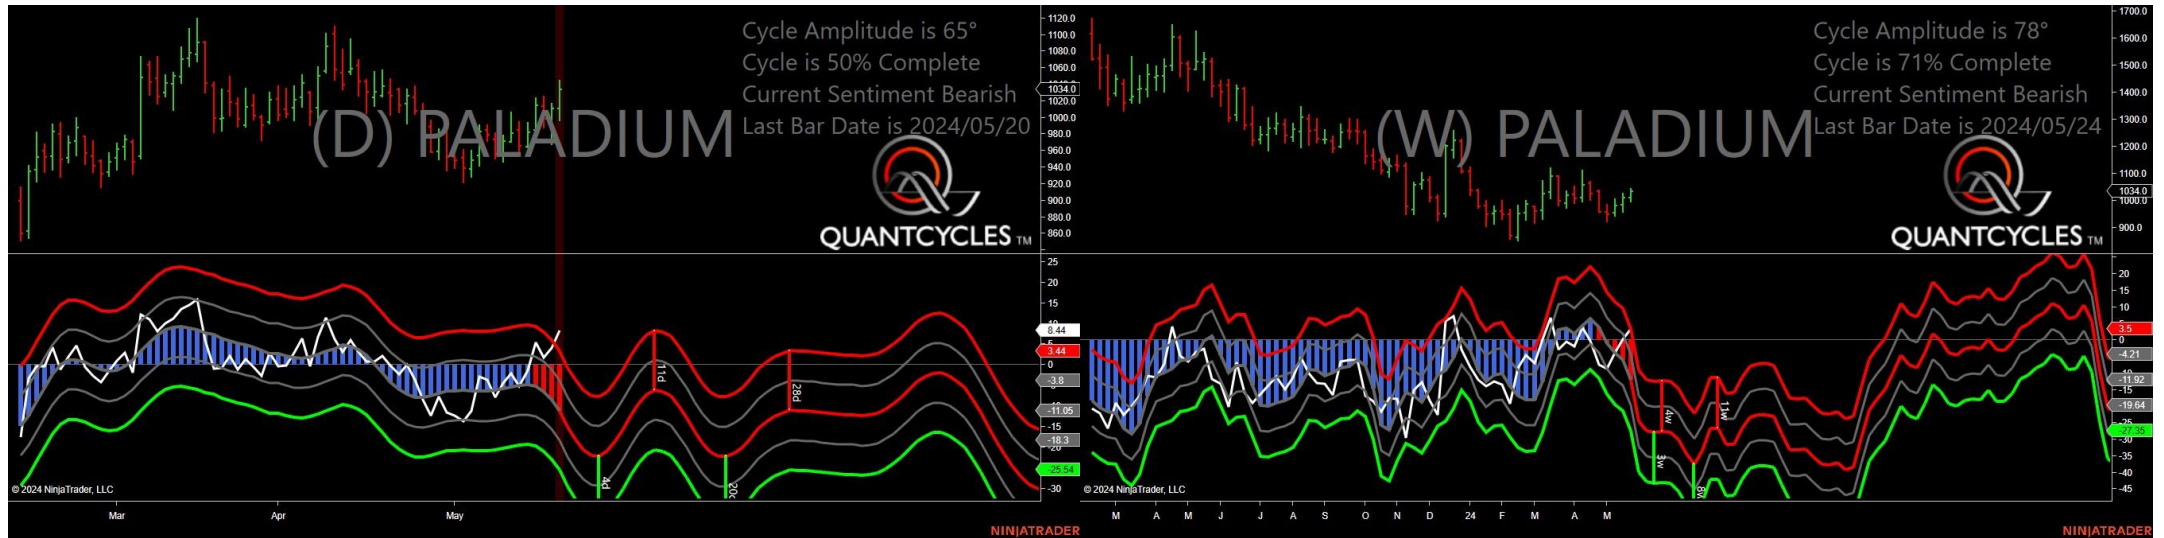 Cycle Amplitude is 65°
Cycle is 50% Complete
Current Sentiment Bearish
Last Bar Date is 2024/05/20
(D) PALADIUM
QUANTCYCLES TM
1120.0
1100.0
1080.0
1060.0
1034.0
1020.0
1000.0
980.0
960.0
940.0
920.0
900.0
880.0
860.0
25
20
15
8.44
3.44
0
-3.8
-11.05
-15
-18.3
-20
-25.54
-30
11d
28d
4d
© 2024 NinjaTrader, LLC
Mar
Apr
May
NINJATRADER
Cycle Amplitude is 78°
Cycle is 71% Complete
Current Sentiment Bearish
Last Bar Date is 2024/05/24
(W) PALADIUM
QUANTCYCLES TM
1700.0
1600.0
1500.0
1400.0
1300.0
1200.0
1100.0
1034.0
1000.0
900.0
20
15
10
3.5
0
-4.21
-11.92
-19.64
-27.35
-30
-35
-40
-45
4w
11w
3w
© 2024 NinjaTrader, LLC
M
A
M
J
J
A
S
O
N
D
24
F
M
A
M
NINJATRADER